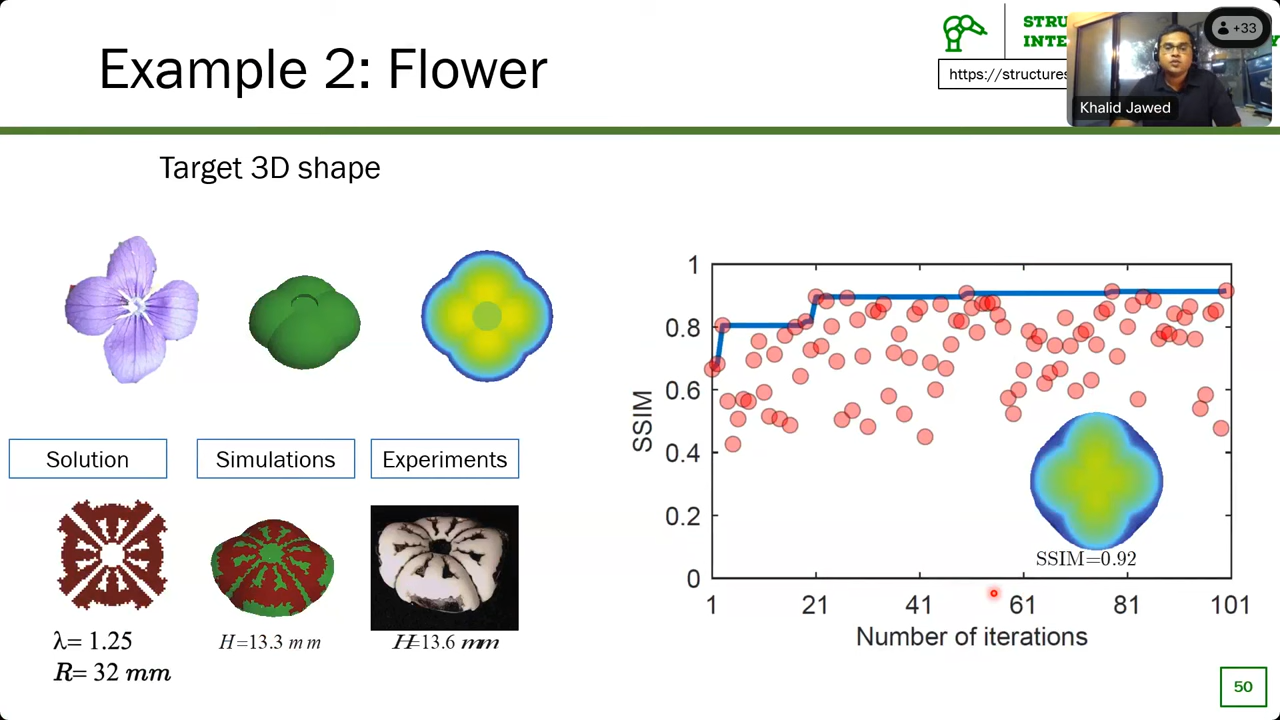 Example 2: Flower
STRU
INTE
Y
https://structures
+33
Khalid Jawed
Target 3D shape
Solution
Simulations
Experiments
λ= 1.25
R= 32 mm
H=13.3 mm
H=13.6 mm
SSIM
1
0.8
0.6
0.4
0.2
0
1 21 41 61 81 101
Number of iterations
SSIM=0.92
50